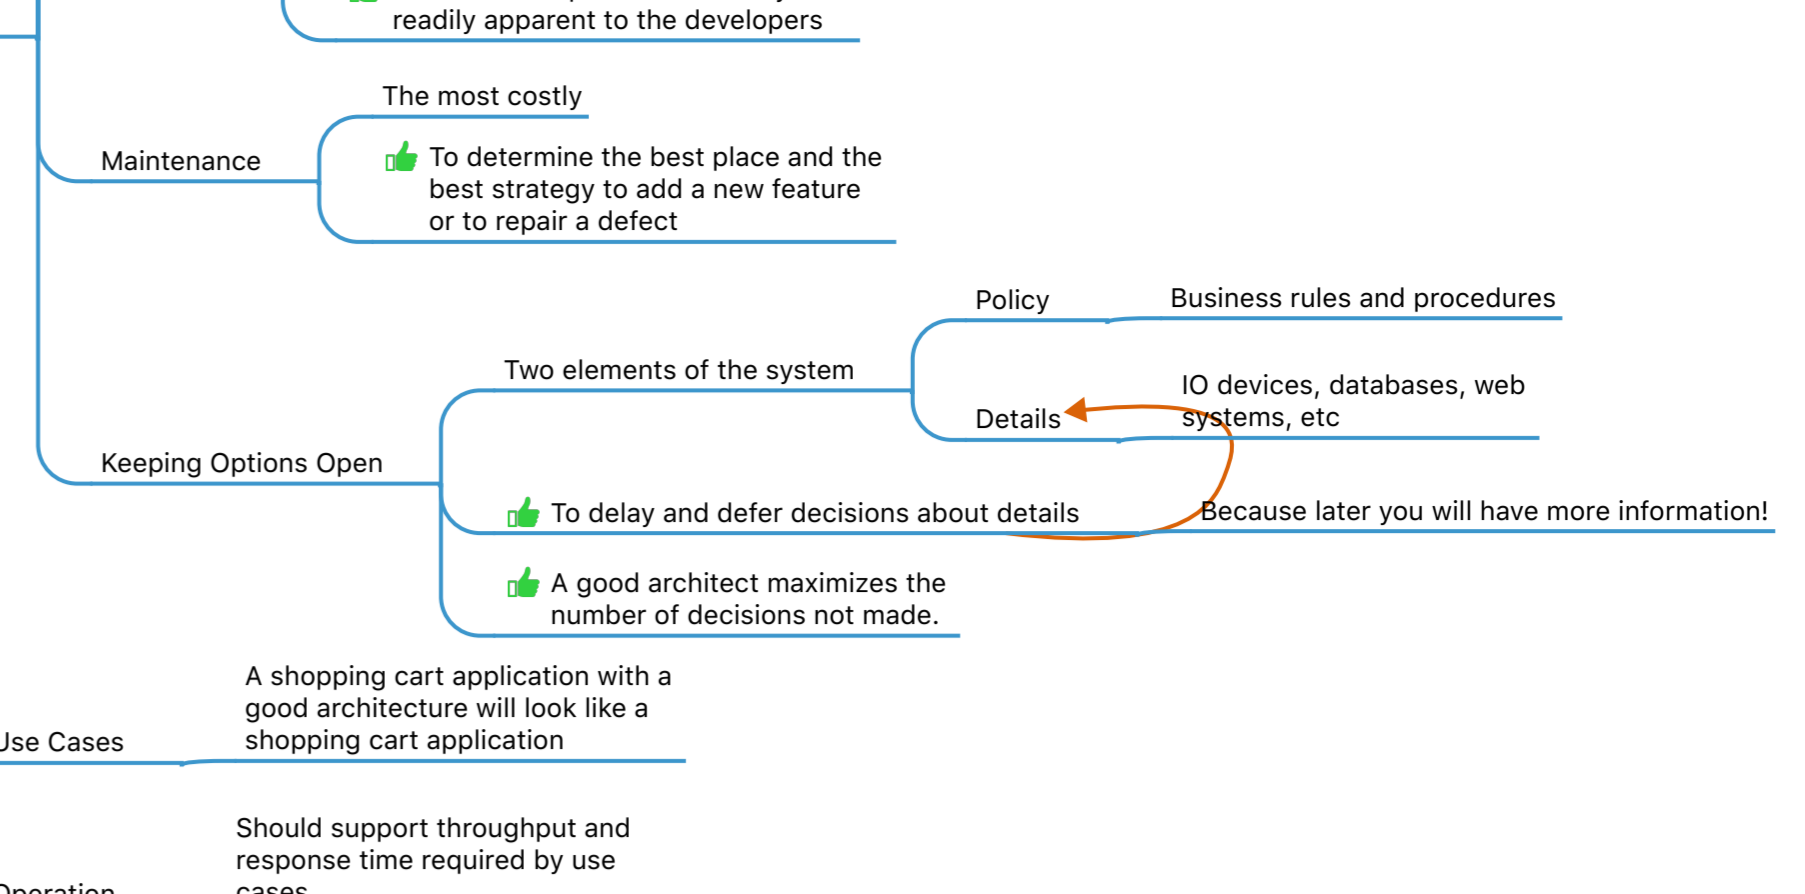 readily apparent to the developers
The most costly
Maintenance
To determine the best place and the
best strategy to add a new feature
or to repair a defect
Policy
Business rules and procedures
Two elements of the system
IO devices, databases, web
systems, etc
Details
Keeping Options Open
To delay and defer decisions about details
Because later you will have more information!
A good architect maximizes the
number of decisions not made.
A shopping cart application with a
good architecture will look like a
shopping cart application
Use Cases
Should support throughput and
response time required by use
cases
Operation